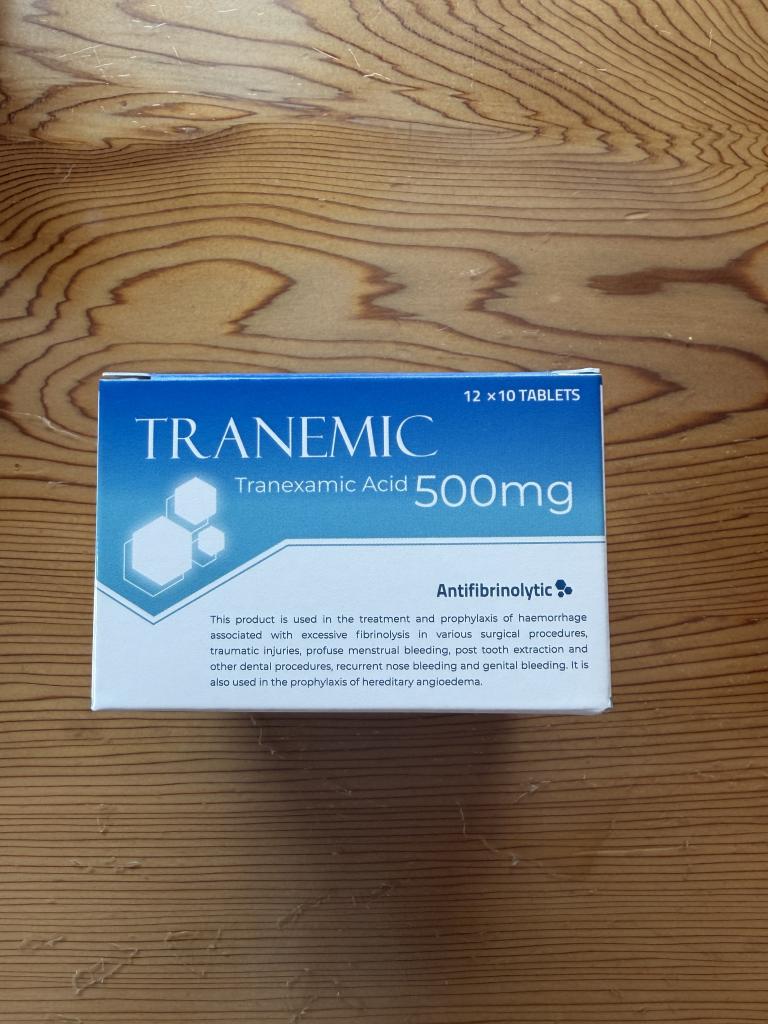 12 ×10 TABLETS
TRANEMIC
Tranexamic Acid 500mg
Antifibrinolytic
This product is used in the treatment and prophylaxis of haemorrhage
associated with excessive fibrinolysis in various surgical procedures,
traumatic injuries, profuse menstrual bleeding, post tooth extraction and
other dental procedures, recurrent nose bleeding and genital bleeding. It is
also used in the prophylaxis of hereditary angioedema.